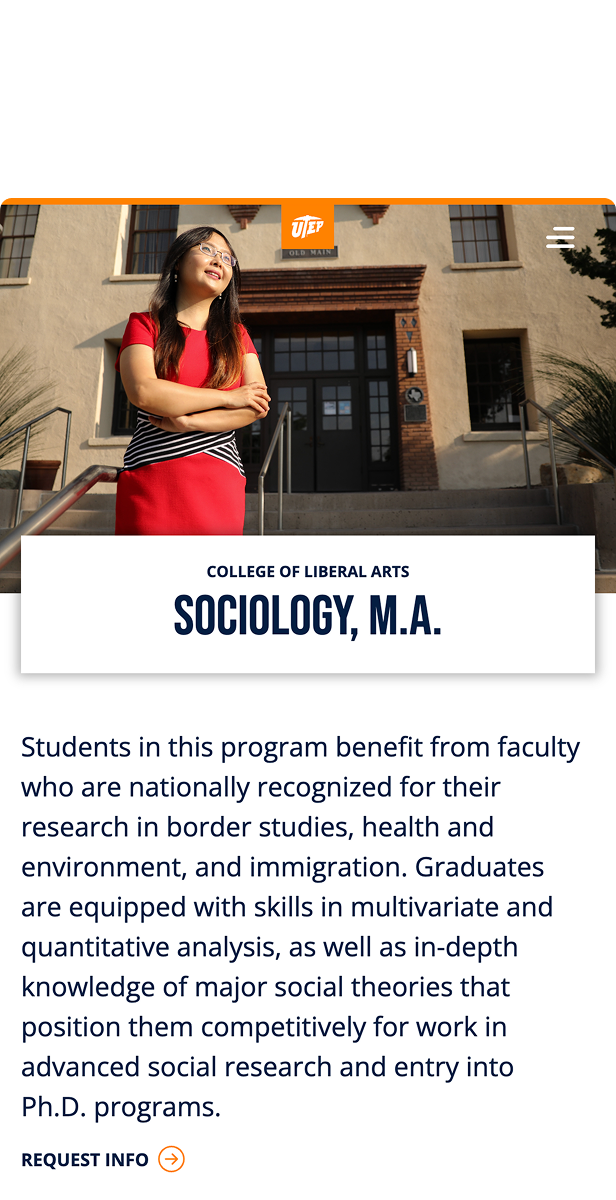 UTEP
OLD MAIN
COLLEGE OF LIBERAL ARTS
SOCIOLOGY, M.A.
Students in this program benefit from faculty
who are nationally recognized for their
research in border studies, health and
environment, and immigration. Graduates
are equipped with skills in multivariate and
quantitative analysis, as well as in-depth
knowledge of major social theories that
position them competitively for work in
advanced social research and entry into
Ph.D. programs.
REQUEST INFO